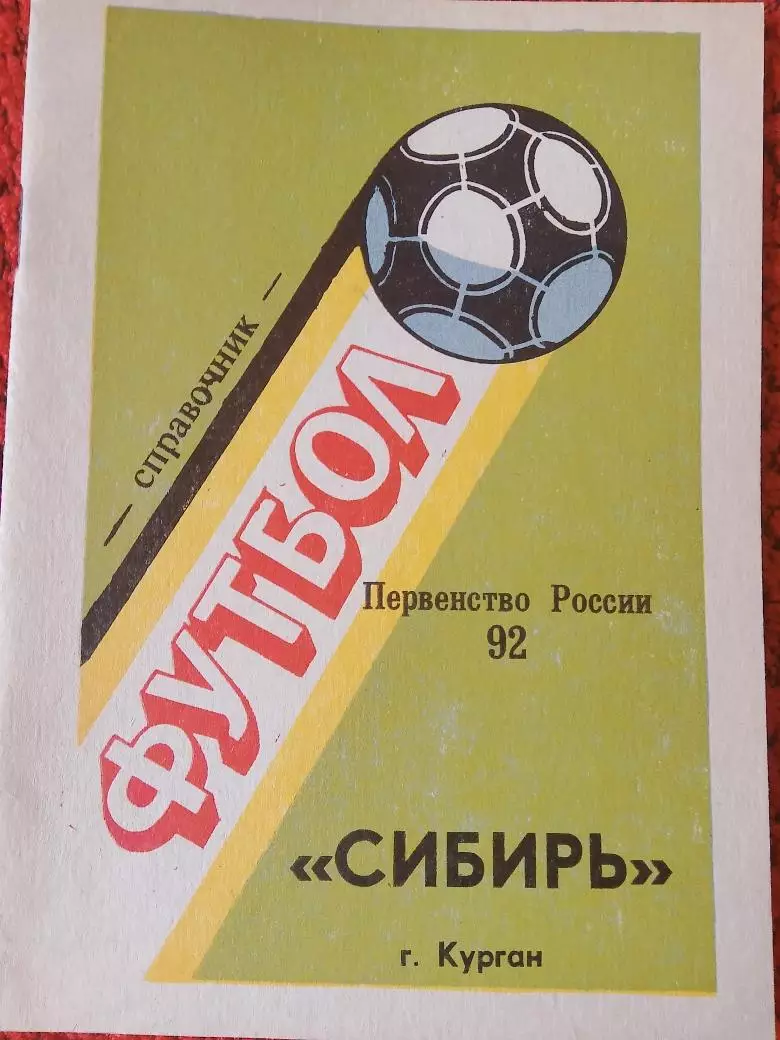 — справочник —
ФУТБОЛ
Первенство России
92
«СИБИРЬ»
г. Курган